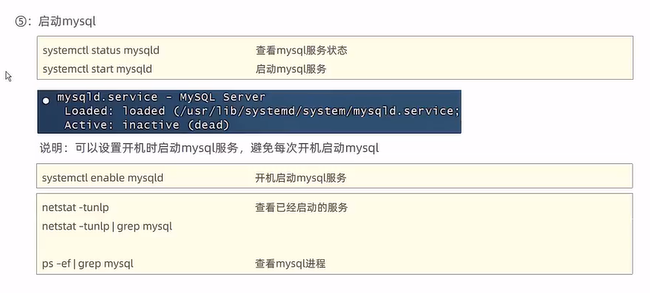 ⑤：启动mysql
systemctl status mysqld 查看mysql服务状态
systemctl start mysqld 启动mysql服务
mysqld.service - MySQL Server
Loaded: loaded (/usr/lib/systemd/system/mysqld.service;
Active: inactive (dead)
说明：可以设置开机时启动mysql服务，避免每次开机启动mysql
systemctl enable mysqld 开机启动mysql服务
netstat -tunlp 查看已经启动的服务
netstat -tunlp | grep mysql
ps –ef | grep mysql 查看mysql进程